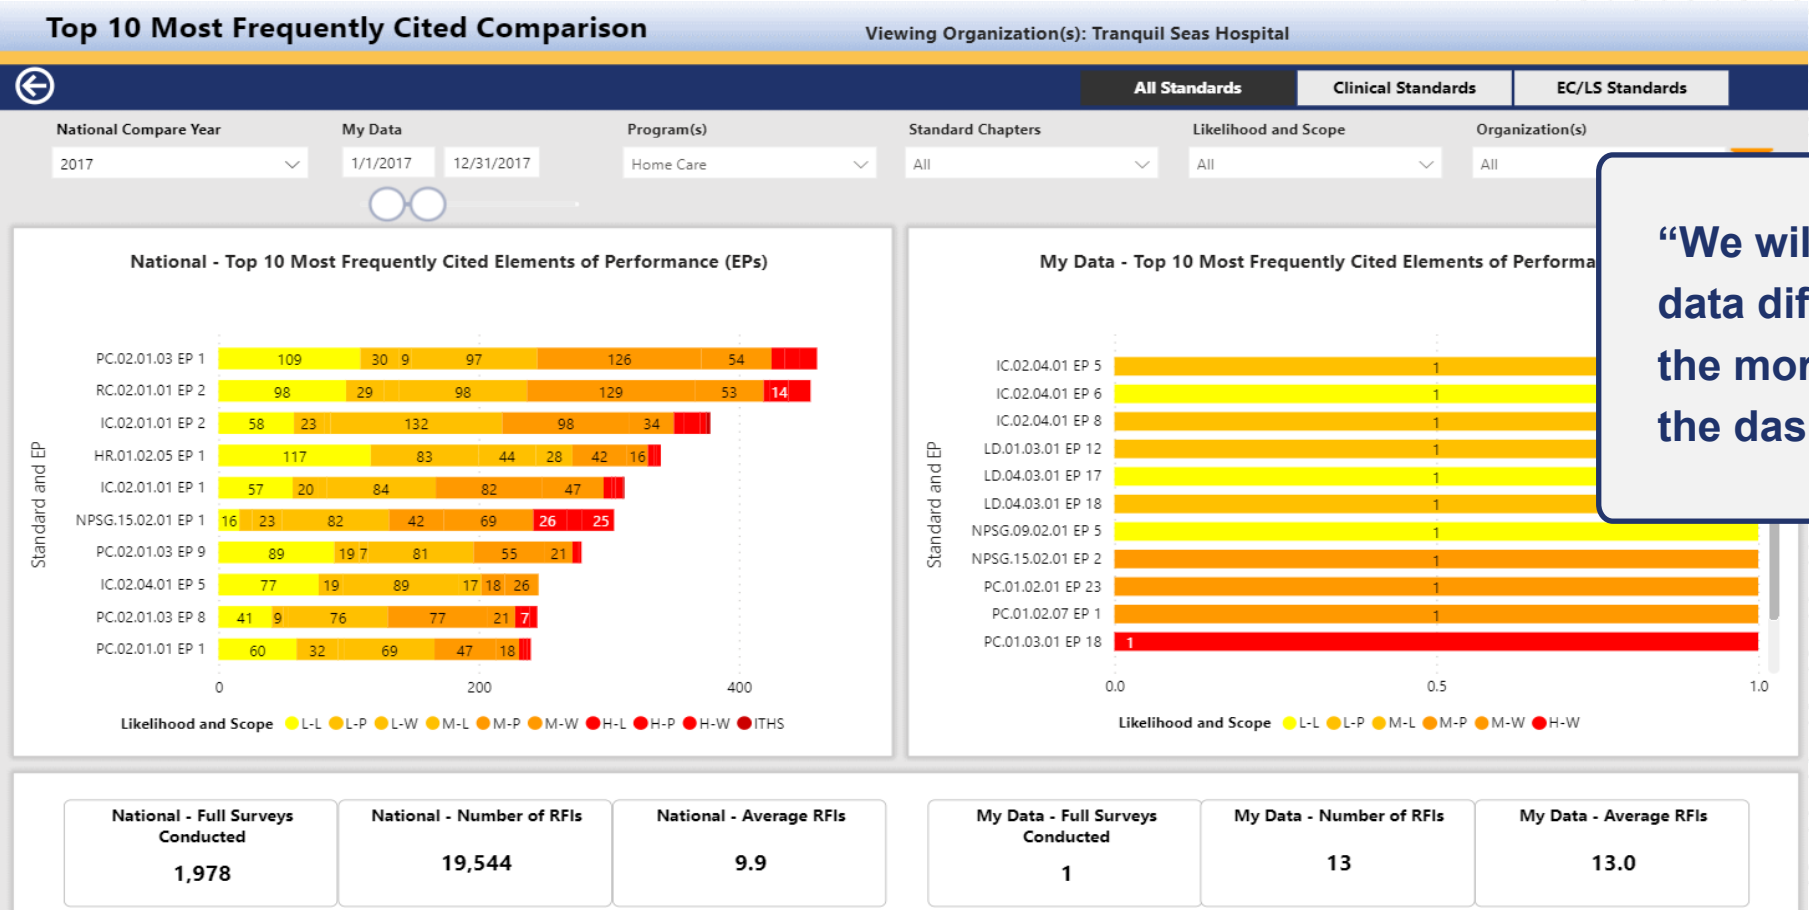 Top 10 Most Frequently Cited Comparison
Viewing Organization(s): Tranquil Seas Hospital
All Standards
Clinical Standards
EC/LS Standards
National Compare Year
My Data
Program(s)
Standard Chapters
Likelihood and Scope
Organization(s)
2017
1/1/2017
12/31/2017
Home Care
All
All
All
National - Top 10 Most Frequently Cited Elements of Performance (EPs)
Standard and EP
PC.02.01.03 EP 1 109 30 9 97 126 54
RC.02.01.01 EP 2 98 29 98 129 53 14
IC.02.01.01 EP 2 58 23 132 98 34
HR.01.02.05 EP 1 117 83 44 28 42 16
IC.02.01.01 EP 1 57 20 84 82 47
NPSG.15.02.01 EP 1 16 23 82 42 69 26 25
PC.02.01.03 EP 9 89 19 7 81 55 21
IC.02.04.01 EP 5 77 19 89 17 18 26
PC.02.01.03 EP 8 41 9 76 77 21 7
PC.02.01.01 EP 1 60 32 69 47 18
0 200 400
Likelihood and Scope L-L L-P L-W M-L M-P M-W H-L H-P H-W ITHS
My Data - Top 10 Most Frequently Cited Elements of Performa
Standard and EP
IC.02.04.01 EP 5 1
IC.02.04.01 EP 6 1
IC.02.04.01 EP 8 1
LD.01.03.01 EP 12 1
LD.04.03.01 EP 17 1
LD.04.03.01 EP 18 1
NPSG.09.02.01 EP 5 1
NPSG.15.02.01 EP 2 1
PC.01.02.01 EP 23 1
PC.01.02.07 EP 1 1
PC.01.03.01 EP 18 1
0.0 0.5 1.0
Likelihood and Scope L-L L-P M-L M-P M-W H-W
“We wil
data dif
the mor
the das
National - Full Surveys
Conducted
1,978
National - Number of RFIs
19,544
National - Average RFIs
9.9
My Data - Full Surveys
Conducted
1
My Data - Number of RFIs
13
My Data - Average RFIs
13.0